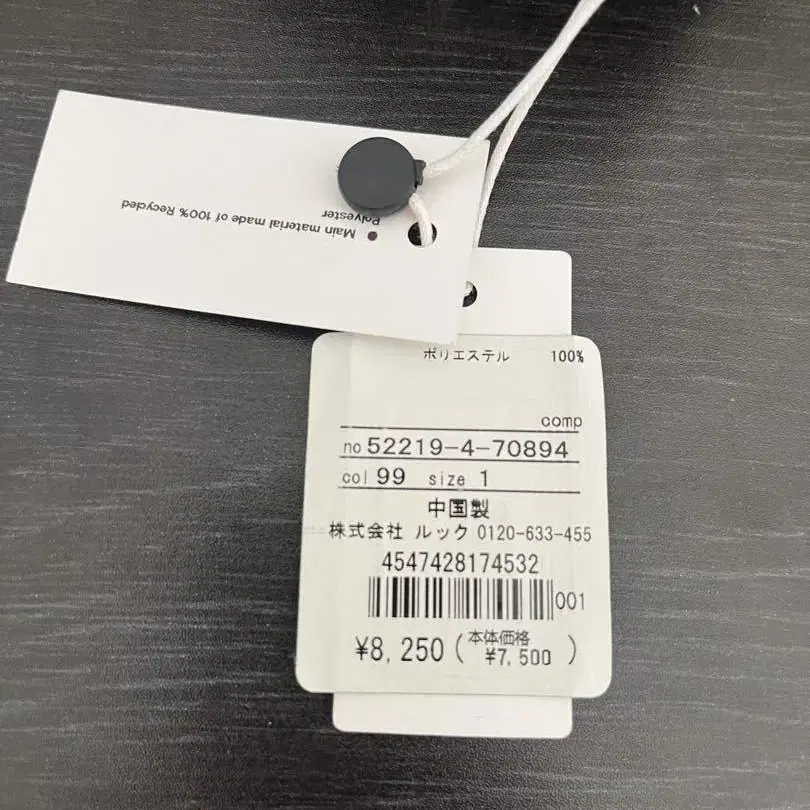 ● Main material made of 100% Recycled
Polyester
ポリエステル 100%
comp
no 52219-4-70894
col 99 size 1
中国製
株式会社 ルック 0120-633-455
4547428174532
001
¥8,250 (本体価格 ¥7,500)